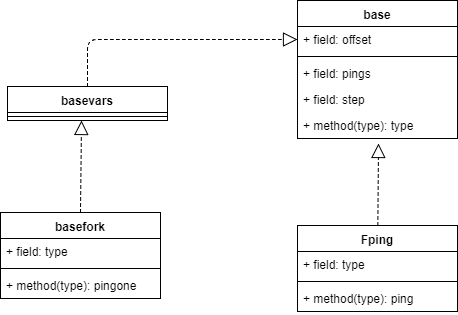 base
+ field: offset
+ field: pings
+ field: step
+ method(type): type
basevars
basefork
+ field: type
+ method(type): pingone
Fping
+ field: type
+ method(type): ping